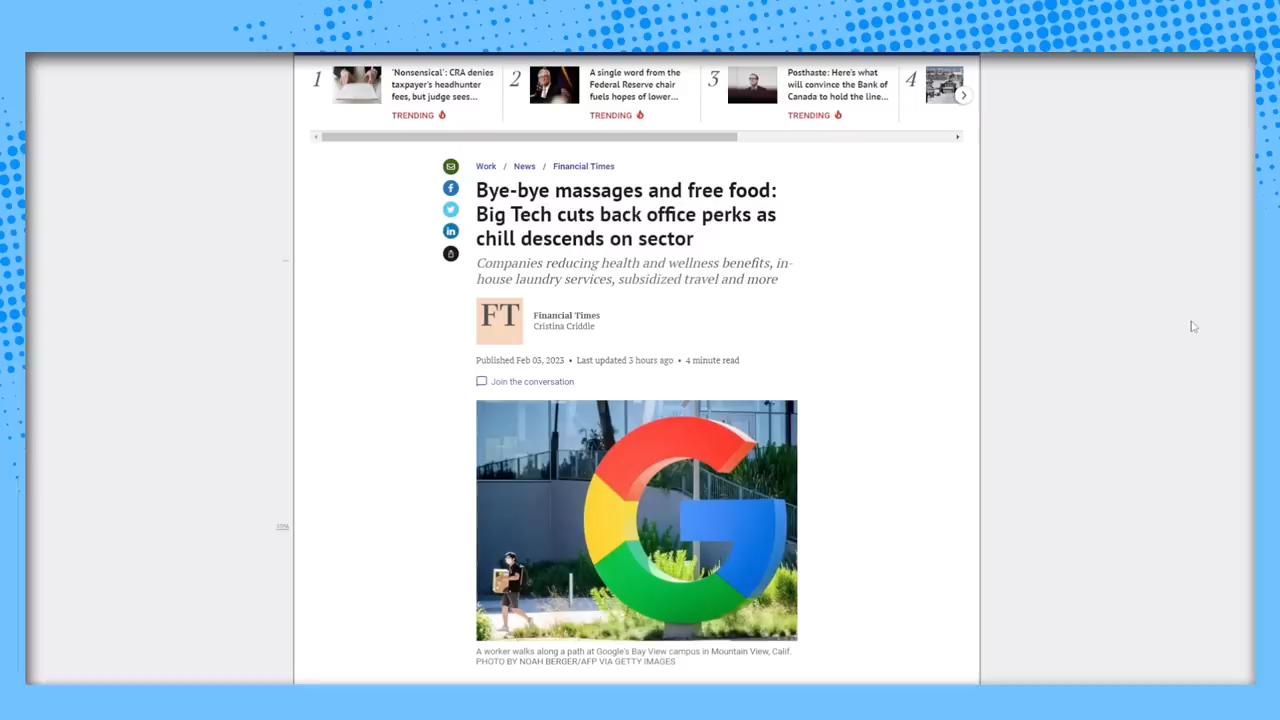 1
'Nonsensical': CRA denies
taxpayer's headhunter
fees, but judge sees...
TRENDING
2
A single word from the
Federal Reserve chair
fuels hopes of lower...
TRENDING
3
Posthaste: Here's what
will convince the Bank of
Canada to hold the line...
TRENDING
4
Work / News / Financial Times
Bye-bye massages and free food:
Big Tech cuts back office perks as
chill descends on sector
Companies reducing health and wellness benefits, in-
house laundry services, subsidized travel and more
FT
Financial Times
Cristina Criddle
Published Feb 03, 2023 • Last updated 3 hours ago • 4 minute read
Join the conversation
A worker walks along a path at Google's Bay View campus in Mountain View, Calif.
PHOTO BY NOAH BERGER/AFP VIA GETTY IMAGES